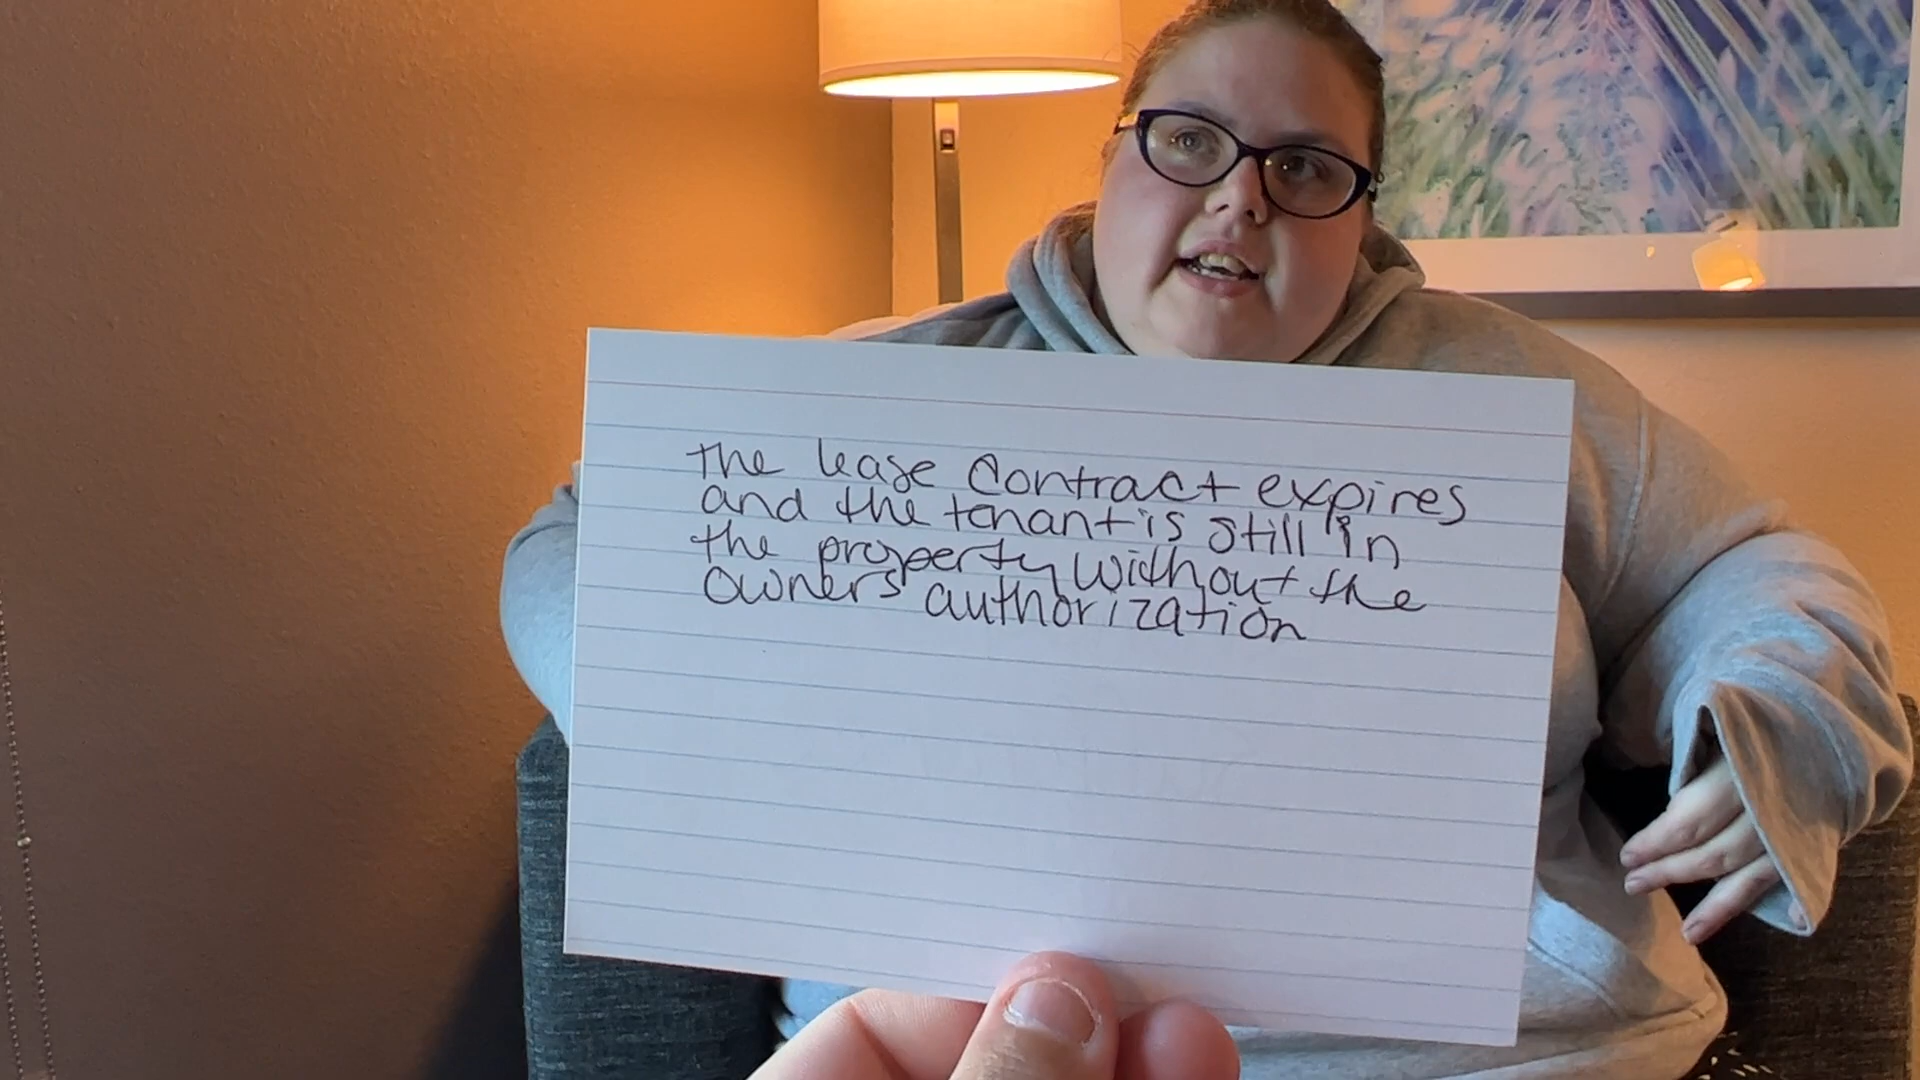 The lease contract expires
and the tenant is still in
the property without the
owners' authorization